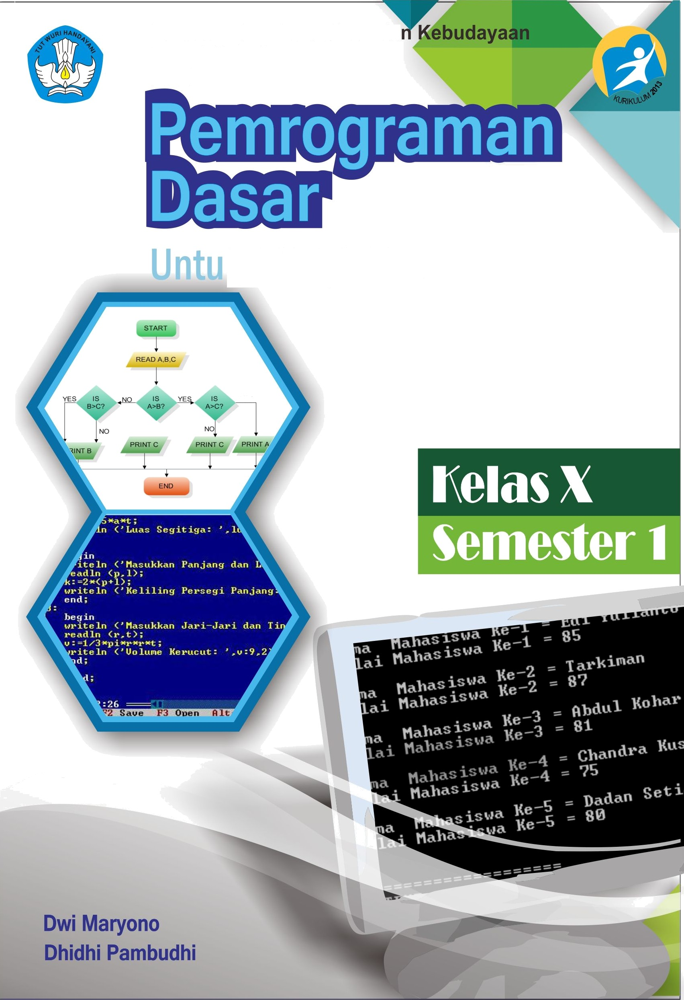 TUT WURI HANDAYANI
n Kebudayaan
KURIKULUM 2013
Pemrograman
Dasar
Untu
START
READ A,B,C
YES
IS
B>C?
NO
IS
A>B?
YES
IS
A>C?
NO
NO
RINT B
PRINT C
PRINT C
PRINT A
END
Kelas X
Semester 1
5*a*t;
ln ('Luas Segitiga: ',lu
gin
riteln ('Masukkan Panjang dan L
eadln (p,l);
k:=2*(p+l);
writeln ('Keliling Persegi Panjang:
end;
3:
begin
writeln ('Masukkan Jari-Jari dan Tin
readln (r,t);
v:=1/3*pi*r*r*t;
writeln ('Volume Kerucut: ',v:9,2)
nd;
d;
:26
F2 Save F3 Open Alt
ma Mahasiswa Ke-1 = Edi Yulianto
lai Mahasiswa Ke-1 = 85
ma Mahasiswa Ke-2 = Tarkiman
lai Mahasiswa Ke-2 = 87
ma Mahasiswa Ke-3 = Abdul Kohar
lai Mahasiswa Ke-3 = 81
ma Mahasiswa Ke-4 = Chandra Kus
lai Mahasiswa Ke-4 = 75
ma Mahasiswa Ke-5 = Dadan Seti
lai Mahasiswa Ke-5 = 80
===================
Dwi Maryono
Dhidhi Pambudhi